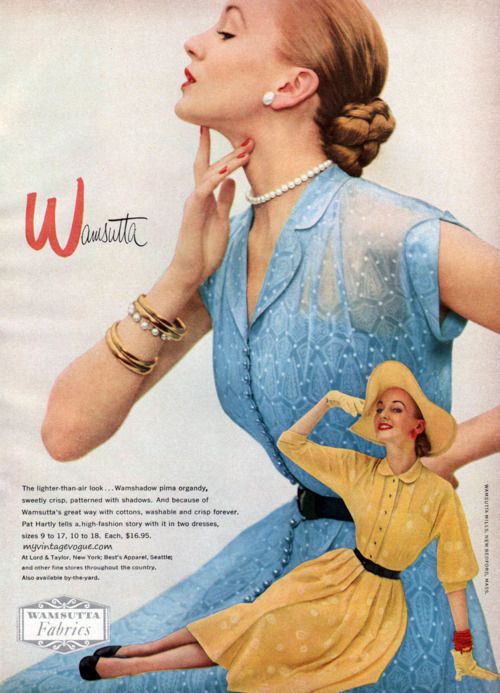 Wamsutta
The lighter-than-air look . . . Wamshadow pima organdy,
sweetly crisp, patterned with shadows. And because of
Wamsutta's great way with cottons, washable and crisp forever.
Pat Hartly tells a.high-fashion story with it in two dresses,
sizes 9 to 17, 10 to 18. Each, $16.95.
myvintagevogue.com
At Lord & Taylor, New York; Best's Apparel, Seattle;
and other fine stores throughout the country.
Also available by-the-yard.
WAMSUTTA
Fabrics
WAMSUTTA MILLS, NEW BEDFORD, MASS.